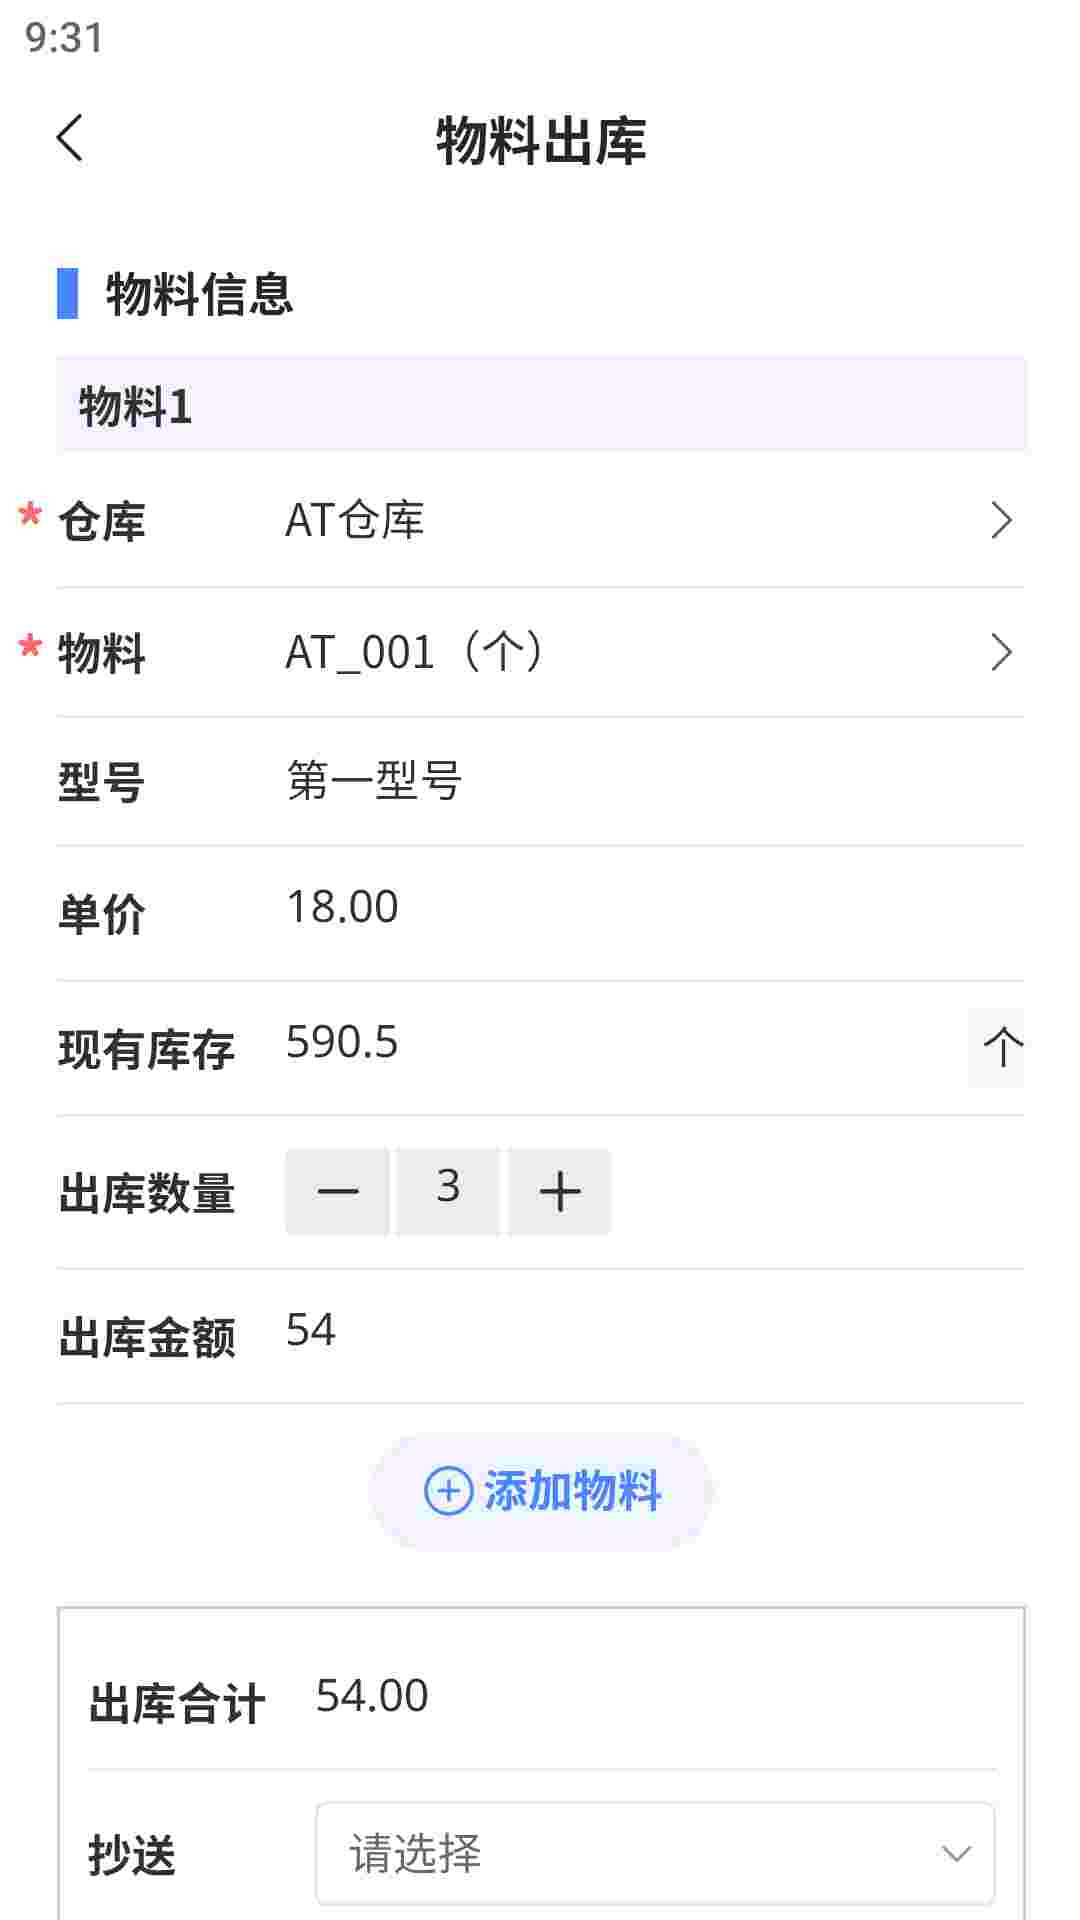 9:31
物料出库
物料信息
物料1
* 仓库 AT仓库
* 物料 AT_001（个）
型号 第一型号
单价 18.00
现有库存 590.5 个
出库数量 3
出库金额 54
添加物料
出库合计 54.00
抄送 请选择